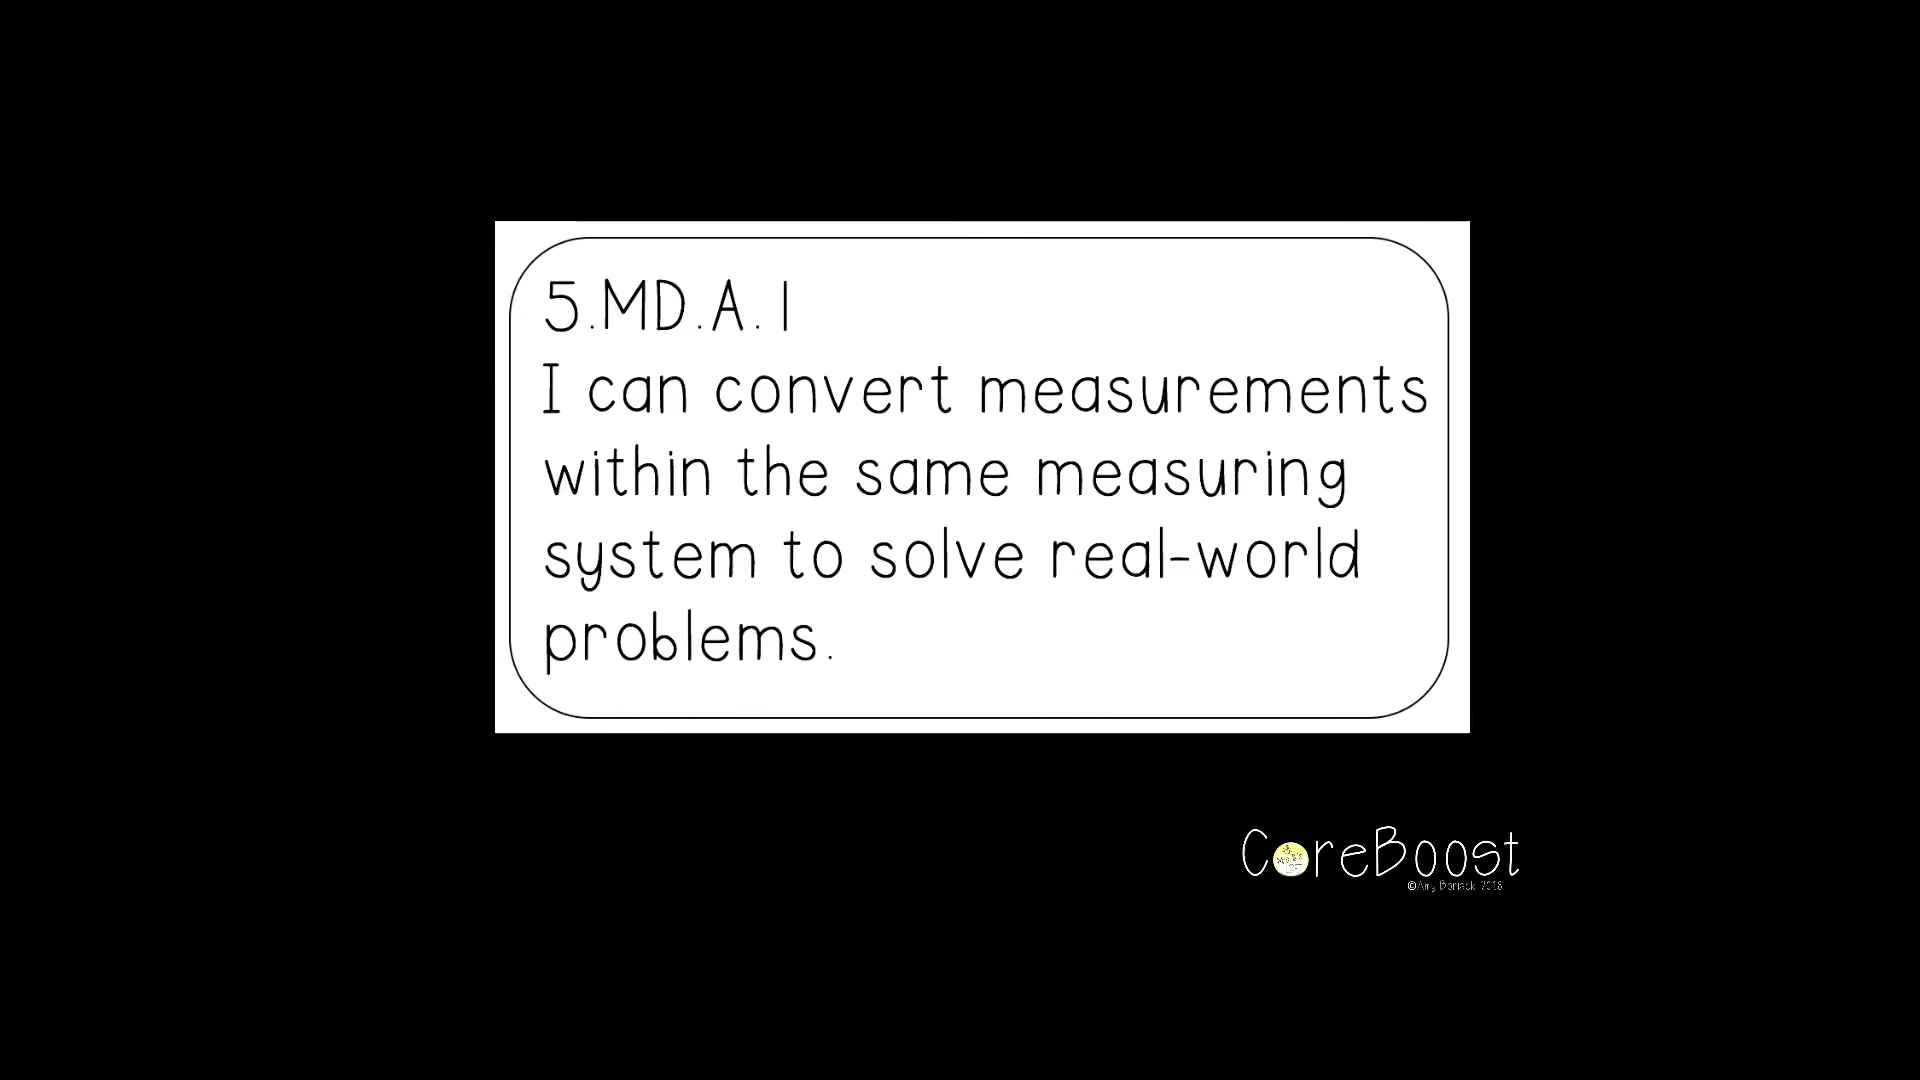 5.MD.A.1
I can convert measurements
within the same measuring
system to solve real-world
problems.
CoreBoost